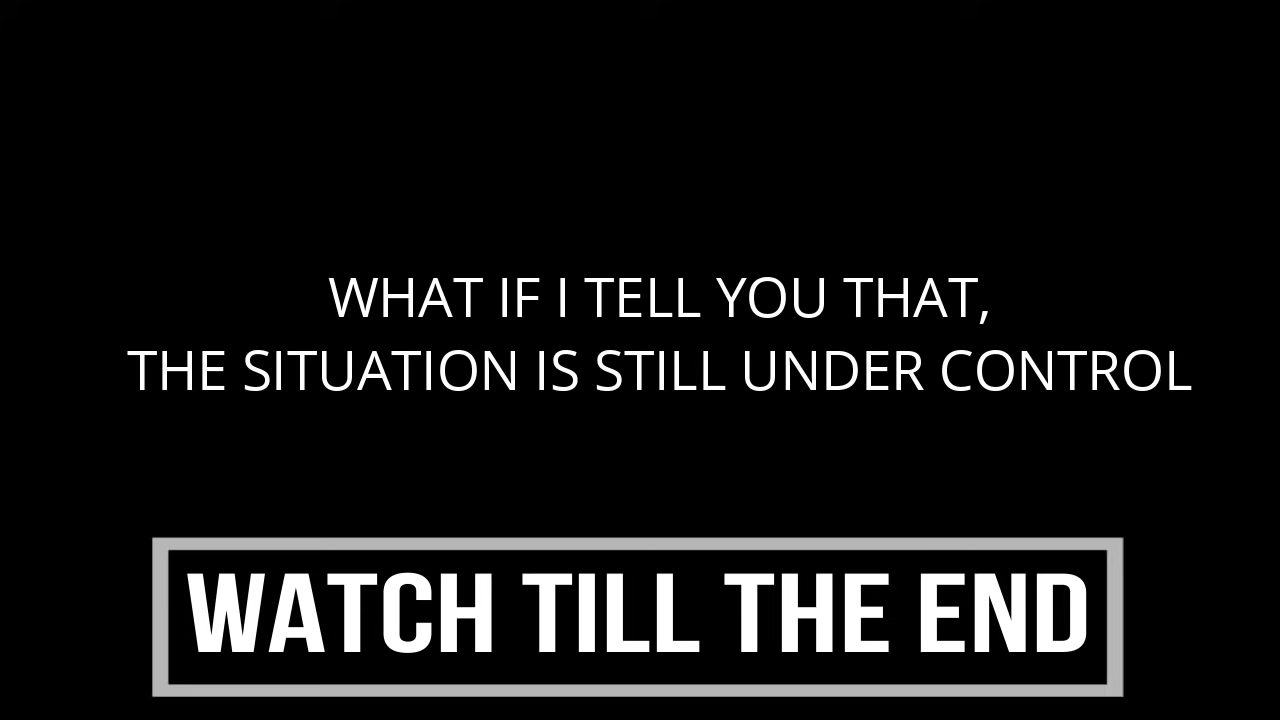 WHAT IF I TELL YOU THAT,
THE SITUATION IS STILL UNDER CONTROL
WATCH TILL THE END